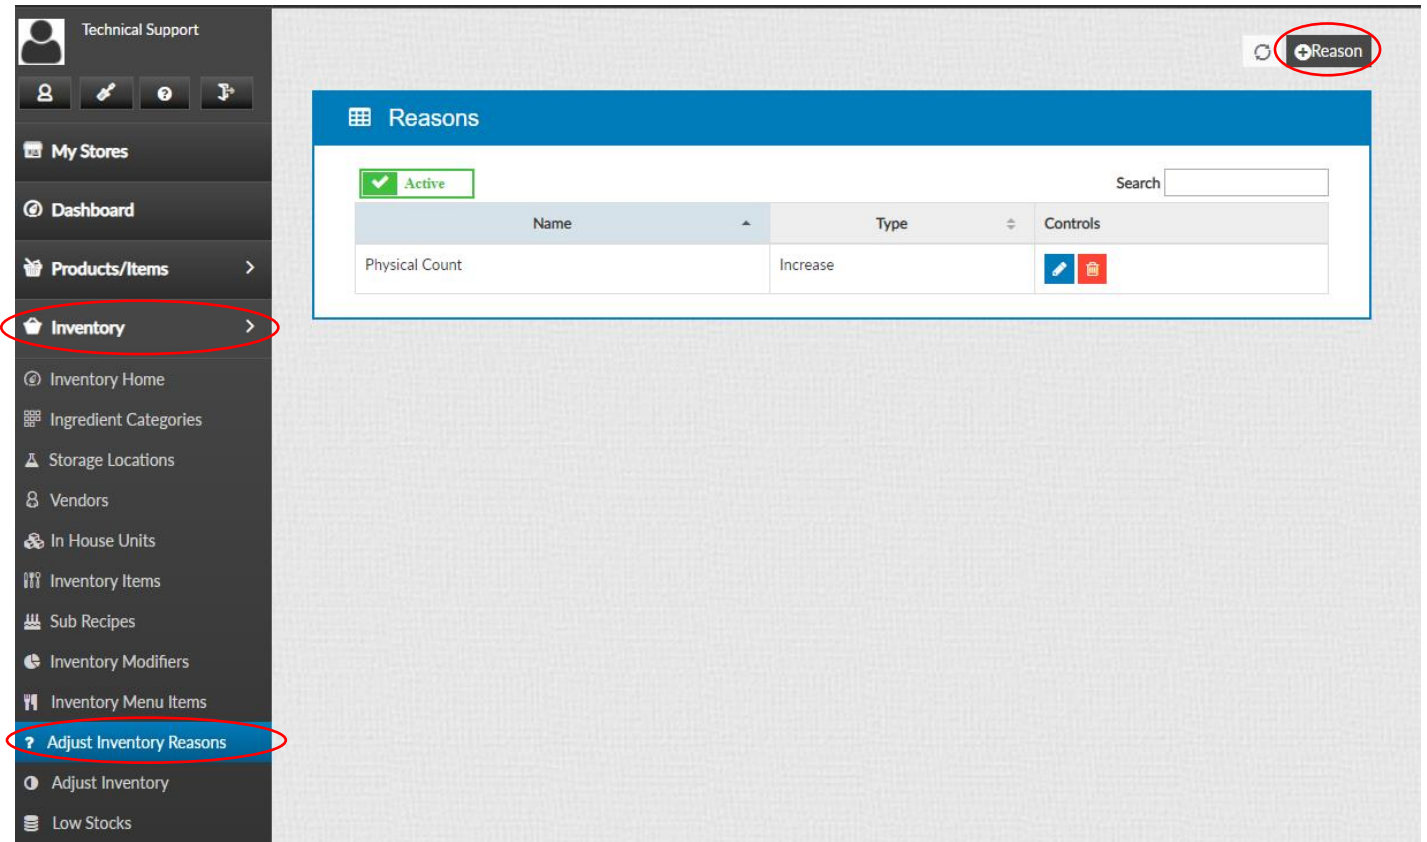 Technical Support
Reason
Reasons
My Stores
Active
Search
Dashboard
Name Type Controls
Products/Items
Physical Count Increase
Inventory
Inventory Home
Ingredient Categories
Storage Locations
Vendors
In House Units
Inventory Items
Sub Recipes
Inventory Modifiers
Inventory Menu Items
? Adjust Inventory Reasons
Adjust Inventory
Low Stocks